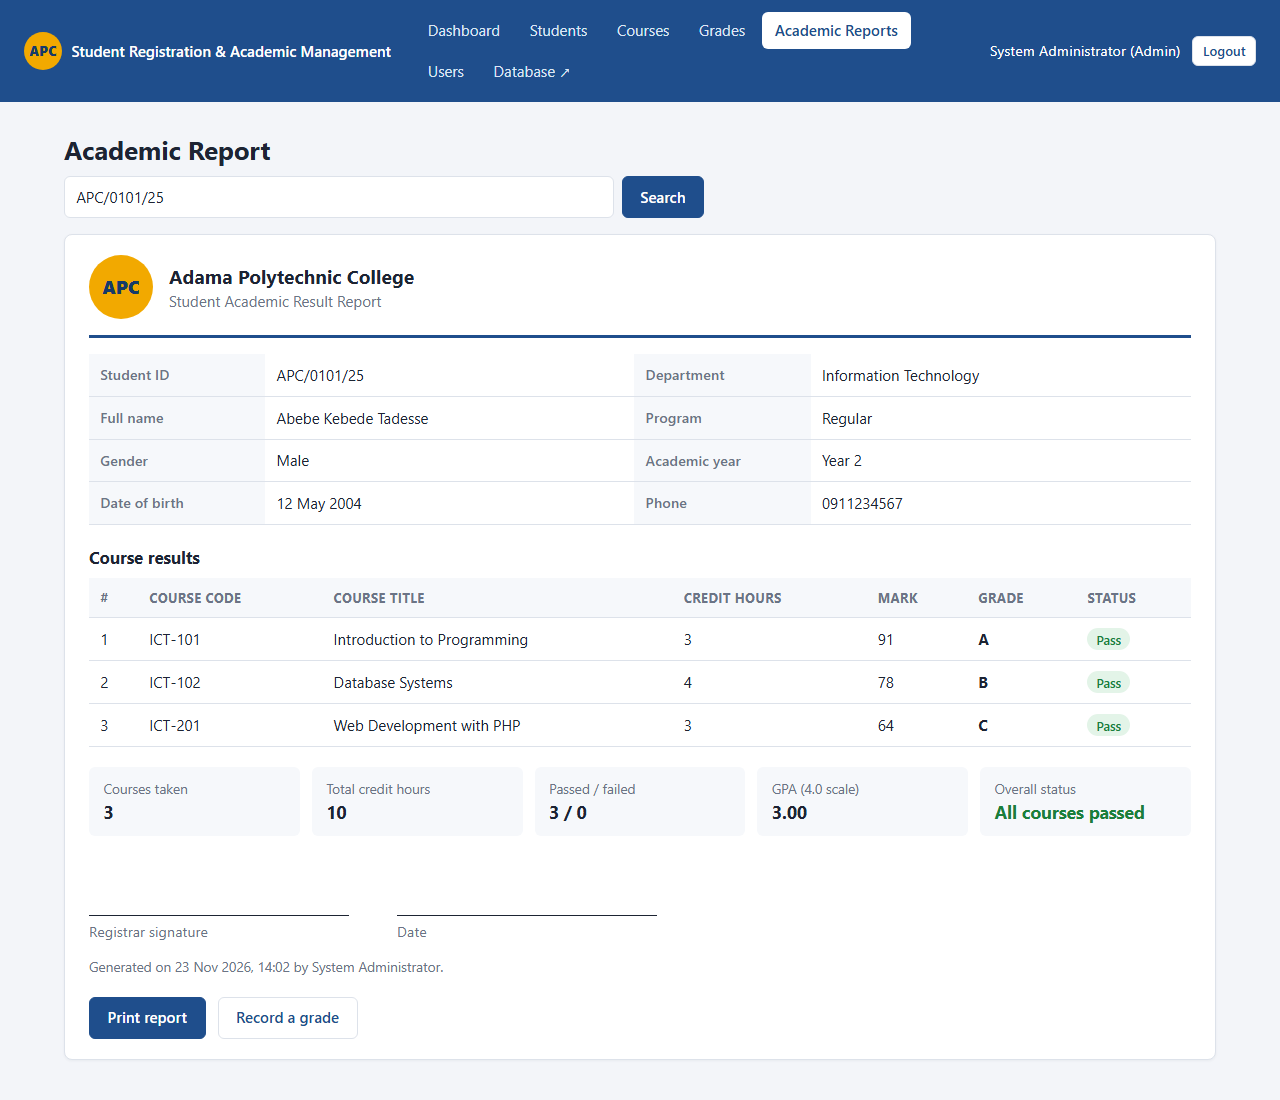 APC
Student Registration & Academic Management
Dashboard
Students
Courses
Grades
Academic Reports
Users
Database ↗
System Administrator (Admin)
Logout
Academic Report
APC/0101/25
Search
APC
Adama Polytechnic College
Student Academic Result Report
Student ID APC/0101/25 Department Information Technology
Full name Abebe Kebede Tadesse Program Regular
Gender Male Academic year Year 2
Date of birth 12 May 2004 Phone 0911234567
Course results
# COURSE CODE COURSE TITLE CREDIT HOURS MARK GRADE STATUS
1 ICT-101 Introduction to Programming 3 91 A Pass
2 ICT-102 Database Systems 4 78 B Pass
3 ICT-201 Web Development with PHP 3 64 C Pass
Courses taken
3
Total credit hours
10
Passed / failed
3 / 0
GPA (4.0 scale)
3.00
Overall status
All courses passed
Registrar signature
Date
Generated on 23 Nov 2026, 14:02 by System Administrator.
Print report
Record a grade